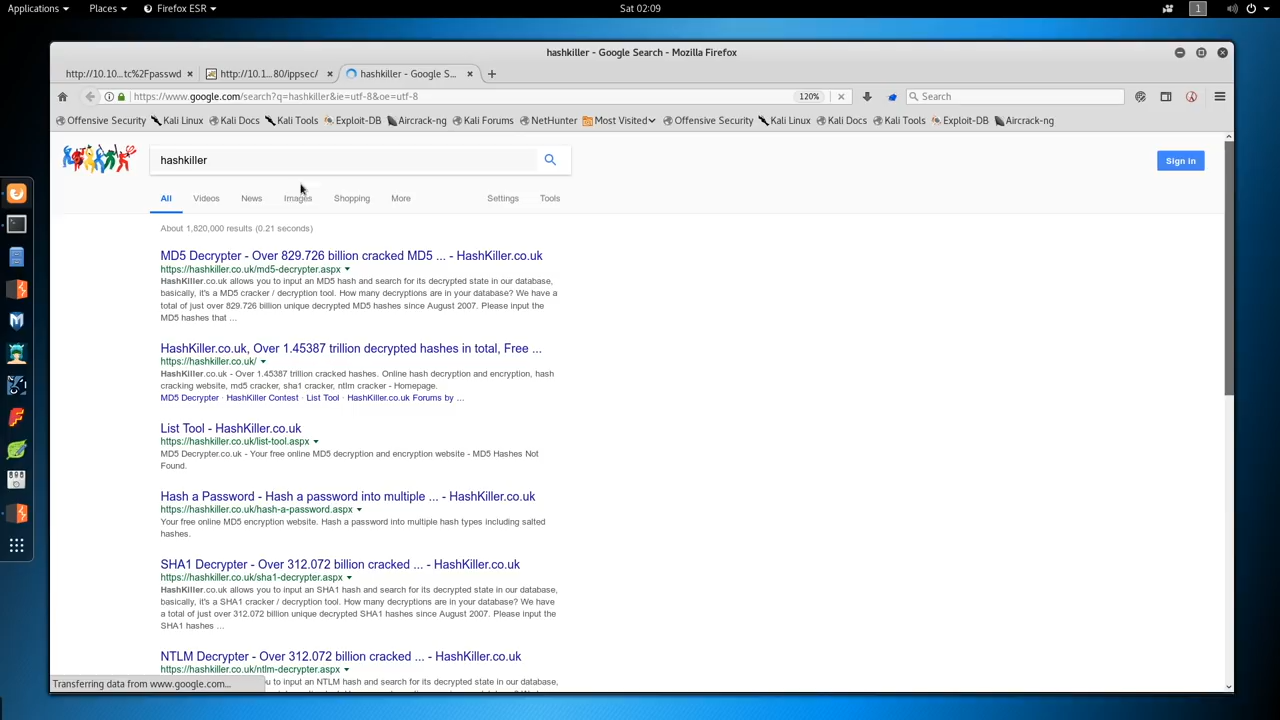 Applications Places Firefox ESR Sat 02:09 1
hashkiller - Google Search - Mozilla Firefox
http://10.10...tc%2Fpasswd × http://10.1...80/ippsec/ × hashkiller - Google S... × +
https://www.google.com/search?q=hashkiller&ie=utf-8&oe=utf-8 120% Search
Offensive Security Kali Linux Kali Docs Kali Tools Exploit-DB Aircrack-ng Kali Forums NetHunter Most Visited Offensive Security Kali Linux Kali Docs Kali Tools Exploit-DB Aircrack-ng
hashkiller
Sign in
All Videos News Images Shopping More Settings Tools
About 1,820,000 results (0.21 seconds)
MD5 Decrypter - Over 829.726 billion cracked MD5 ... - HashKiller.co.uk
https://hashkiller.co.uk/md5-decrypter.aspx
HashKiller.co.uk allows you to input an MD5 hash and search for its decrypted state in our database,
basically, it's a MD5 cracker / decryption tool. How many decryptions are in your database? We have a
total of just over 829.726 billion unique decrypted MD5 hashes since August 2007. Please input the
MD5 hashes that ...
HashKiller.co.uk, Over 1.45387 trillion decrypted hashes in total, Free ...
https://hashkiller.co.uk/
HashKiller.co.uk - Over 1.45387 trillion cracked hashes. Online hash decryption and encryption, hash
cracking website, md5 cracker, sha1 cracker, ntlm cracker - Homepage.
MD5 Decrypter · HashKiller Contest · List Tool · HashKiller.co.uk Forums by ...
List Tool - HashKiller.co.uk
https://hashkiller.co.uk/list-tool.aspx
MD5 Decrypter.co.uk - Your free online MD5 decryption and encryption website - MD5 Hashes Not
Found.
Hash a Password - Hash a password into multiple ... - HashKiller.co.uk
https://hashkiller.co.uk/hash-a-password.aspx
Your free online MD5 encryption website. Hash a password into multiple hash types including salted
hashes.
SHA1 Decrypter - Over 312.072 billion cracked ... - HashKiller.co.uk
https://hashkiller.co.uk/sha1-decrypter.aspx
HashKiller.co.uk allows you to input an SHA1 hash and search for its decrypted state in our database,
basically, it's a SHA1 cracker / decryption tool. How many decryptions are in your database? We have
a total of just over 312.072 billion unique decrypted SHA1 hashes since August 2007. Please input the
SHA1 hashes ...
NTLM Decrypter - Over 312.072 billion cracked ... - HashKiller.co.uk
https://hashkiller.co.uk/ntlm-decrypter.aspx
you to input an NTLM hash and search for its decrypted state in our database,
Transferring data from www.google.com...